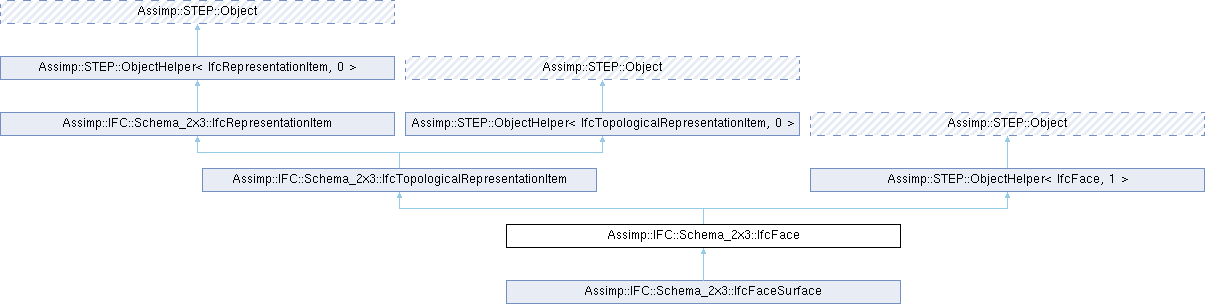 Assimp::STEP::Object
Assimp::STEP::ObjectHelper< IfcRepresentationItem, 0 >
Assimp::STEP::Object
Assimp::IFC::Schema_2x3::IfcRepresentationItem
Assimp::STEP::ObjectHelper< IfcTopologicalRepresentationItem, 0 >
Assimp::STEP::Object
Assimp::IFC::Schema_2x3::IfcTopologicalRepresentationItem
Assimp::STEP::ObjectHelper< IfcFace, 1 >
Assimp::IFC::Schema_2x3::IfcFace
Assimp::IFC::Schema_2x3::IfcFaceSurface